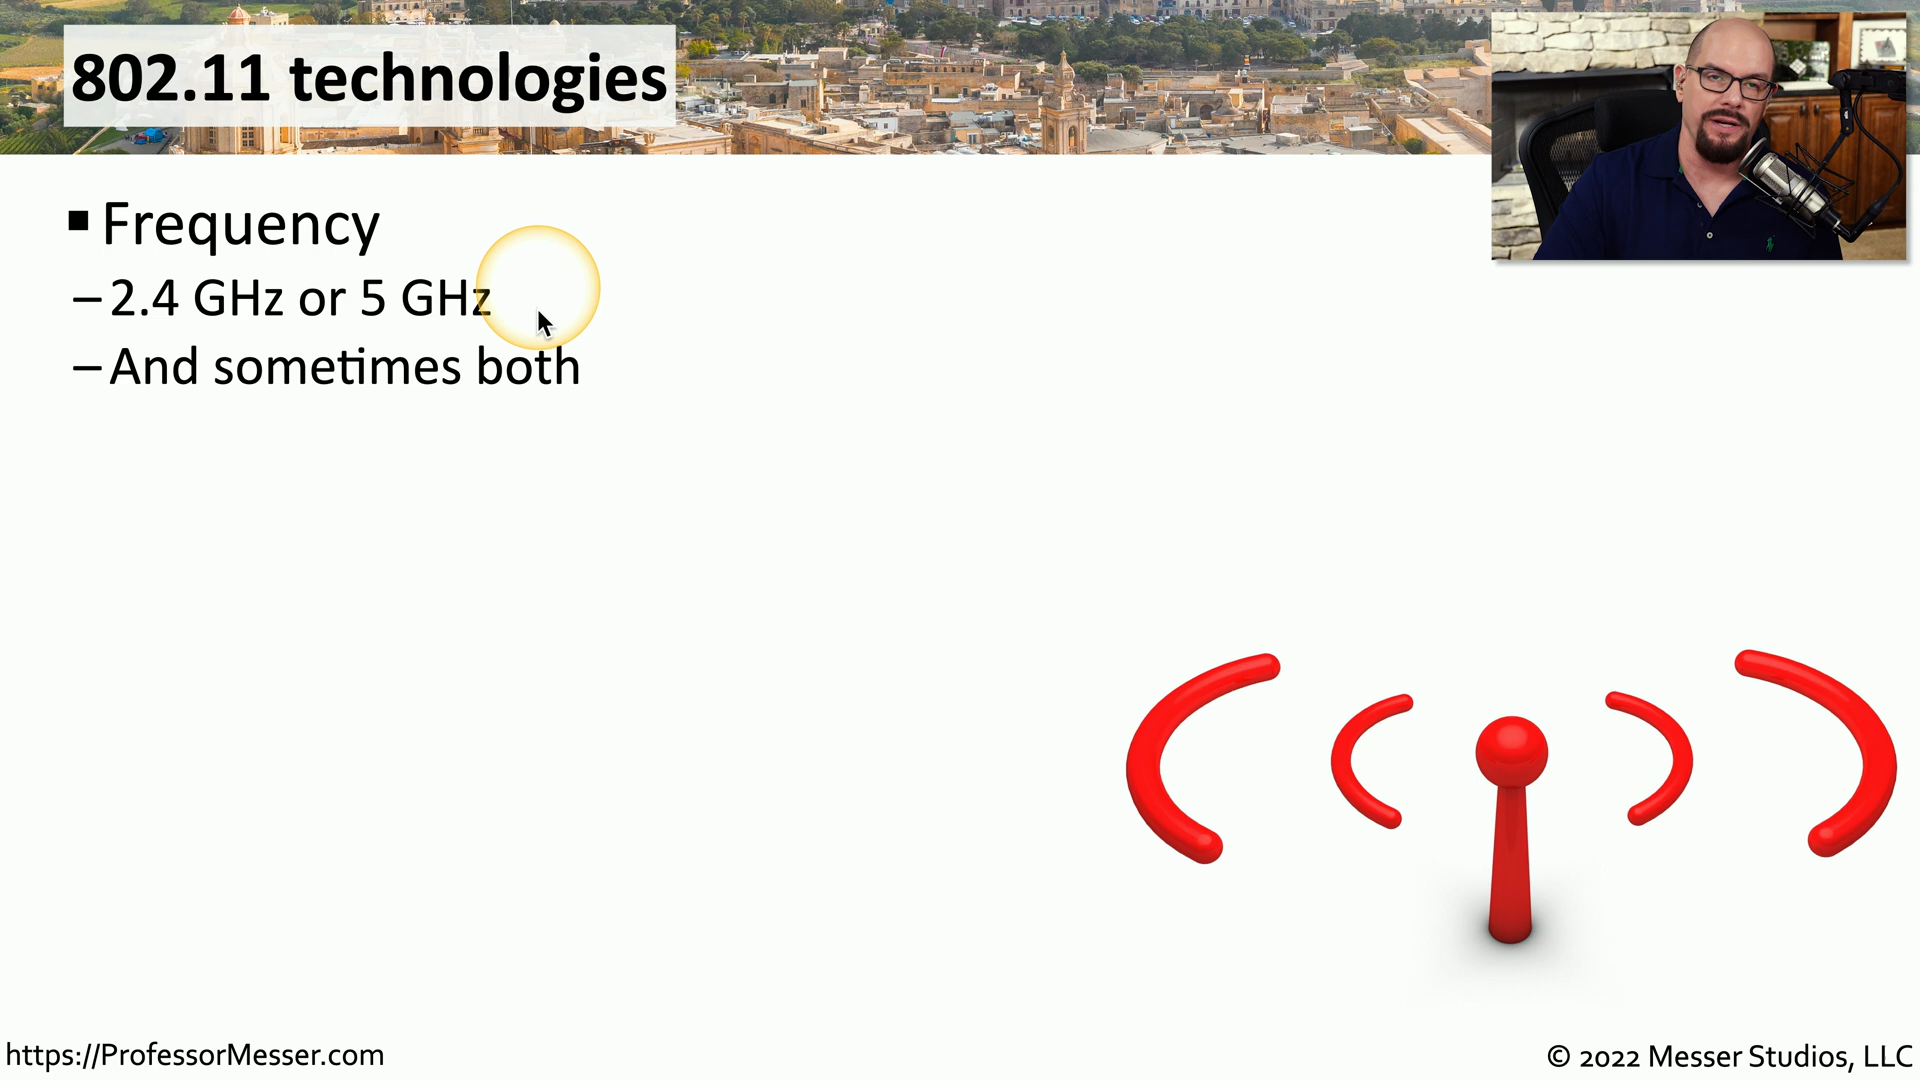 802.11 technologies
▪ Frequency
– 2.4 GHz or 5 GHz
– And sometimes both
https://ProfessorMesser.com
© 2022 Messer Studios, LLC